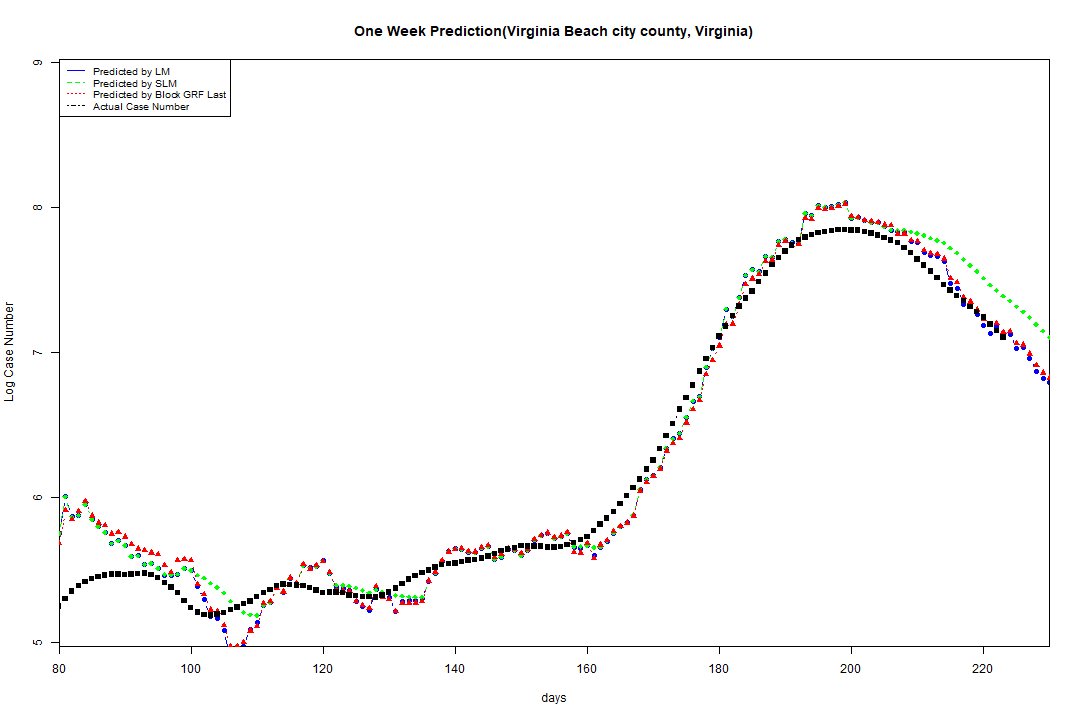 One Week Prediction(Virginia Beach city county, Virginia)
Predicted by LM
Predicted by SLM
Predicted by Block GRF Last
Actual Case Number
9
8
7
6
5
Log Case Number
80 100 120 140 160 180 200 220
days